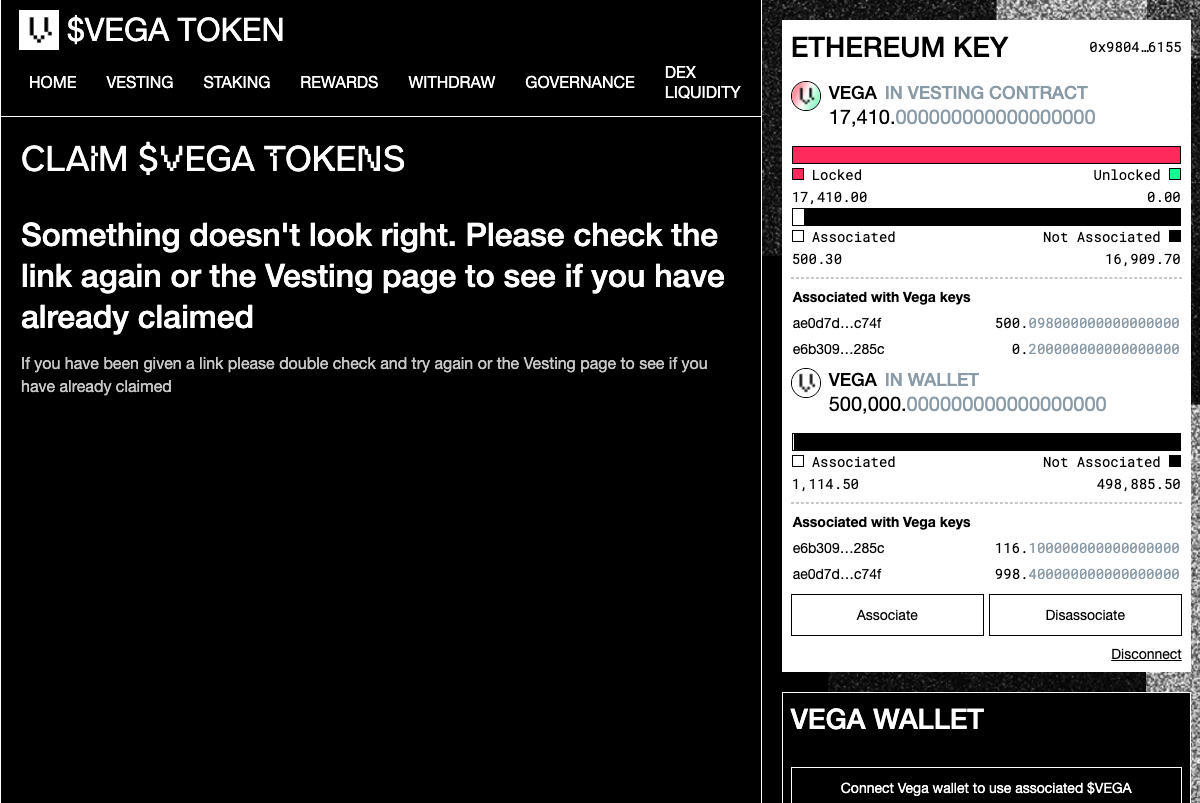 $VEGA TOKEN
HOME VESTING STAKING REWARDS WITHDRAW GOVERNANCE DEX LIQUIDITY
CLAIM $VEGA TOKENS
Something doesn't look right. Please check the
link again or the Vesting page to see if you have
already claimed
If you have been given a link please double check and try again or the Vesting page to see if you
have already claimed
ETHEREUM KEY 0x9804…6155
VEGA IN VESTING CONTRACT
17,410.000000000000000000
Locked Unlocked
17,410.00 0.00
Associated Not Associated
500.30 16,909.70
Associated with Vega keys
ae0d7d…c74f 500.098000000000000000
e6b309…285c 0.200000000000000000
VEGA IN WALLET
500,000.000000000000000000
Associated Not Associated
1,114.50 498,885.50
Associated with Vega keys
e6b309…285c 116.100000000000000000
ae0d7d…c74f 998.400000000000000000
Associate Disassociate
Disconnect
VEGA WALLET
Connect Vega wallet to use associated $VEGA